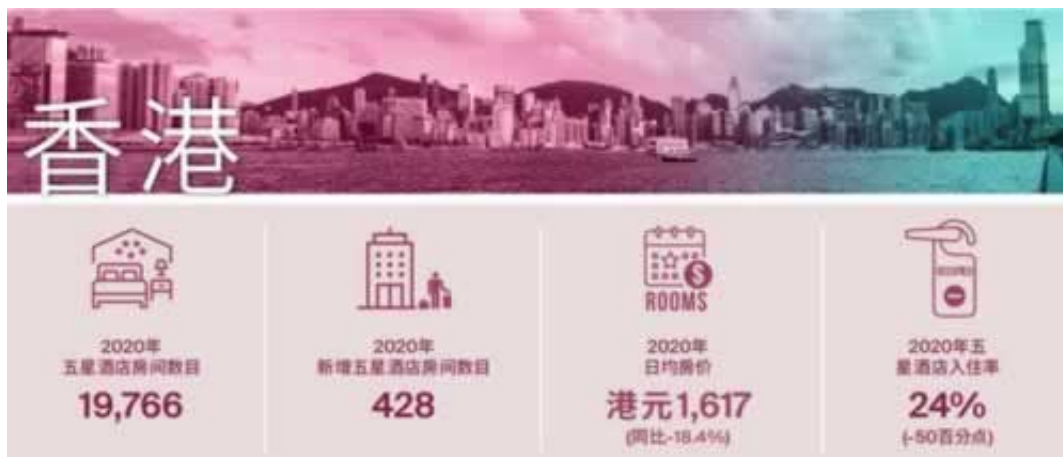 香港
ROOMS
2020年
五星酒店房间数目
19,766
2020年
新增五星酒店房间数目
428
2020年
日均房价
港元1,617
(同比-18.4%)
2020年五
星酒店入住率
24%
(-50百分点)